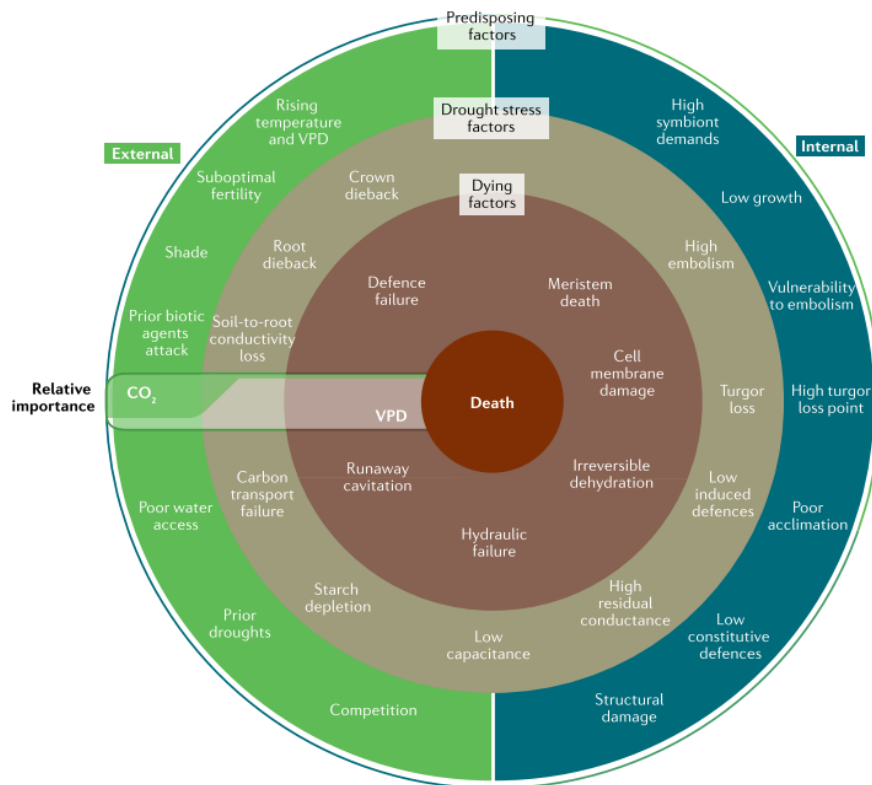 Predisposing
factors
Drought stress
factors
Dying
factors
External
Internal
Rising
temperature
and VPD
Suboptimal
fertility
Shade
Prior biotic
agents
attack
Relative
importance
CO₂
VPD
Poor water
access
Prior
droughts
Competition
High
symbiont
demands
Low growth
Vulnerability
to embolism
High turgor
loss point
Poor
acclimation
Low
constitutive
defences
Structural
damage
Crown
dieback
Root
dieback
Soil-to-root
conductivity
loss
Carbon
transport
failure
Starch
depletion
Low
capacitance
High
residual
conductance
Low
induced
defences
Turgor
loss
High
embolism
Defence
failure
Meristem
death
Cell
membrane
damage
Irreversible
dehydration
Hydraulic
failure
Runaway
cavitation
Death